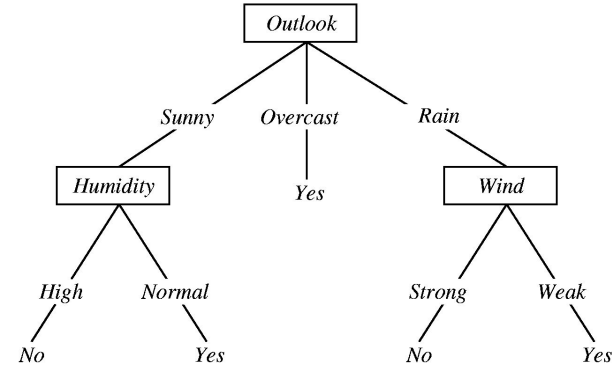 Outlook
Sunny Overcast Rain
Humidity Yes Wind
High Normal Strong Weak
No Yes No Yes